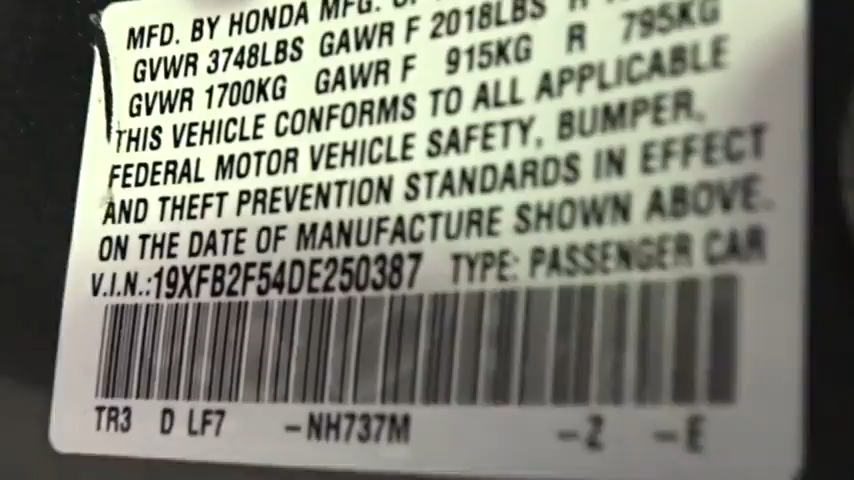 MFD. BY HONDA MFG.
GVWR 3748LBS GAWR F 2018LBS R
GVWR 1700KG GAWR F 915KG R 795KG
THIS VEHICLE CONFORMS TO ALL APPLICABLE
FEDERAL MOTOR VEHICLE SAFETY, BUMPER,
AND THEFT PREVENTION STANDARDS IN EFFECT
ON THE DATE OF MANUFACTURE SHOWN ABOVE.
V.I.N.:19XFB2F54DE250387 TYPE: PASSENGER CAR
TR3 D LF7 -NH737M -Z -E